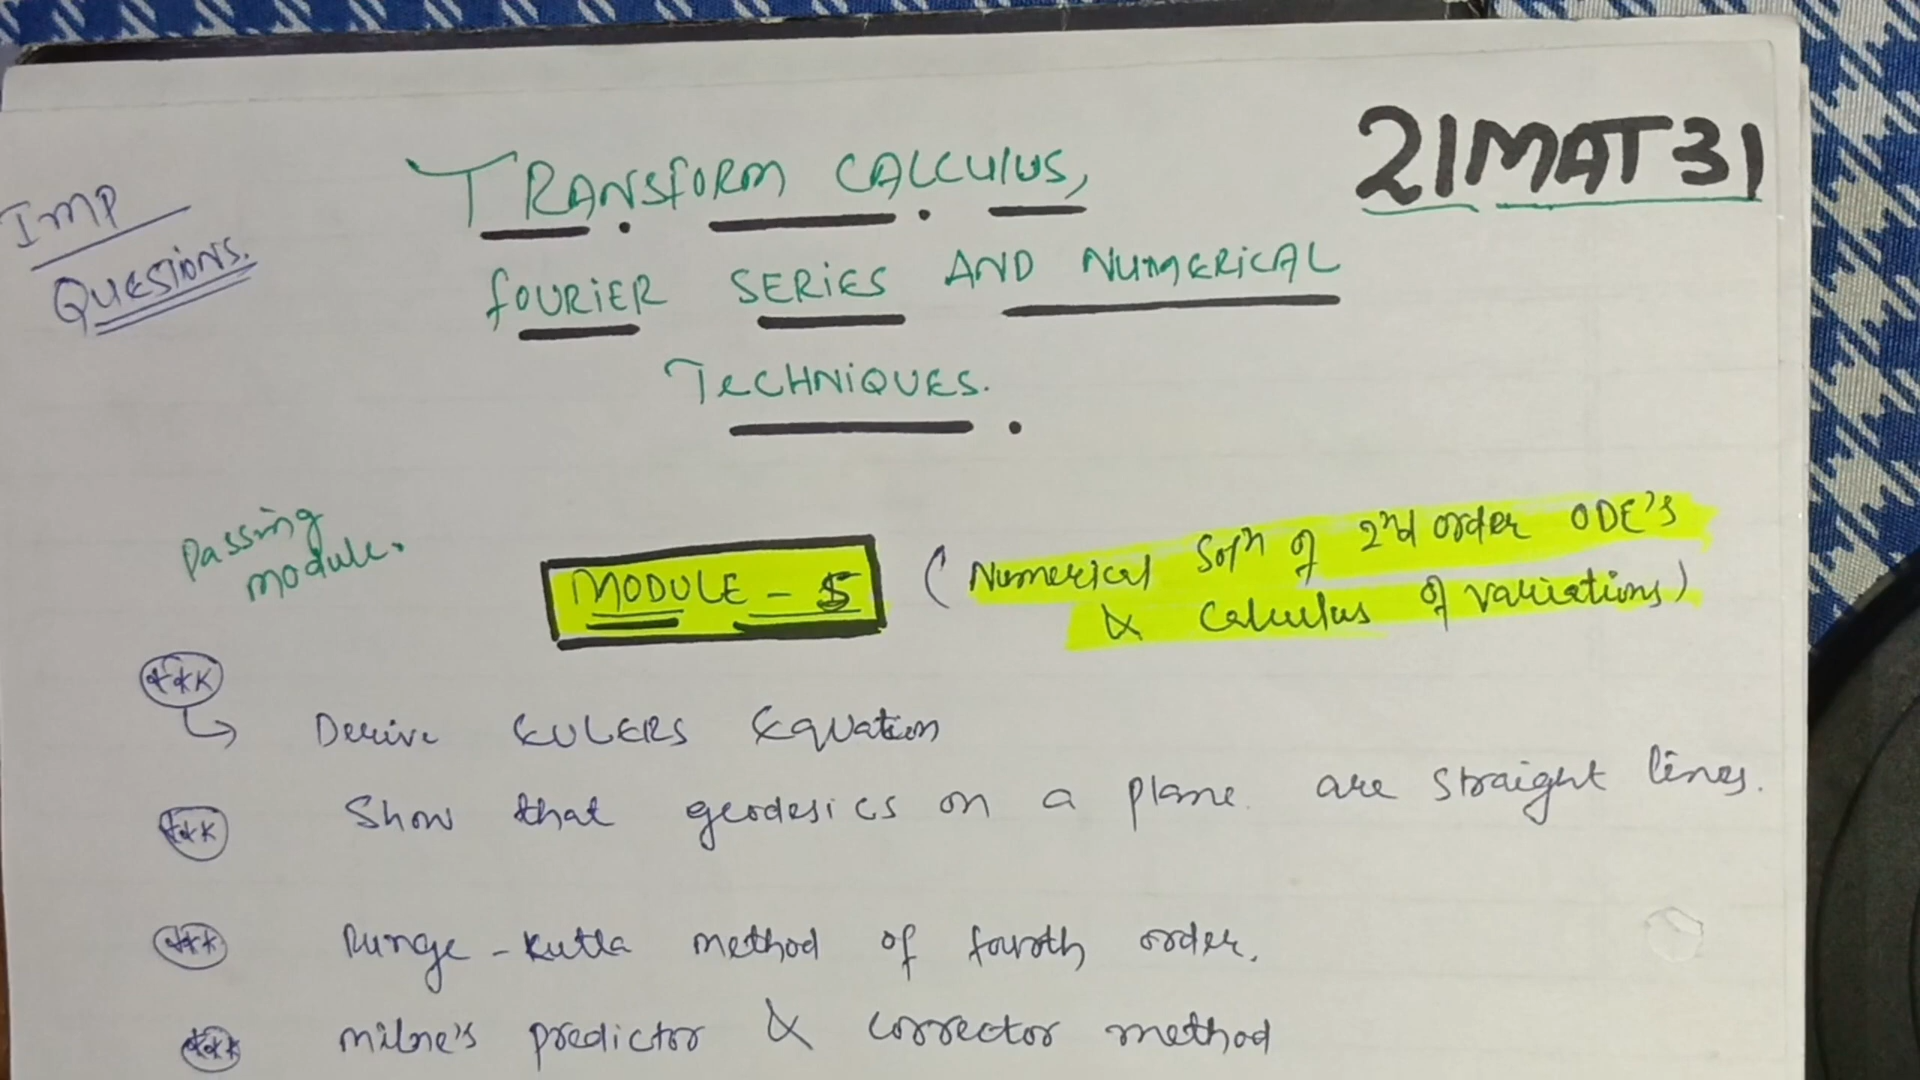 IMP
QUESTIONS.
21MAT31
TRANSFORM CALCULUS,
FOURIER SERIES AND NUMERICAL
TECHNIQUES.
Passing
module.
MODULE - 5
(Numerical Solⁿ of 2nd order ODE's
& Calculus of variations)
***
Derive EULERS Equation
*** Show that geodesics on a plane are straight lines.
*** Runge-Kutta method of fourth order.
*** milne's predictor & corrector method